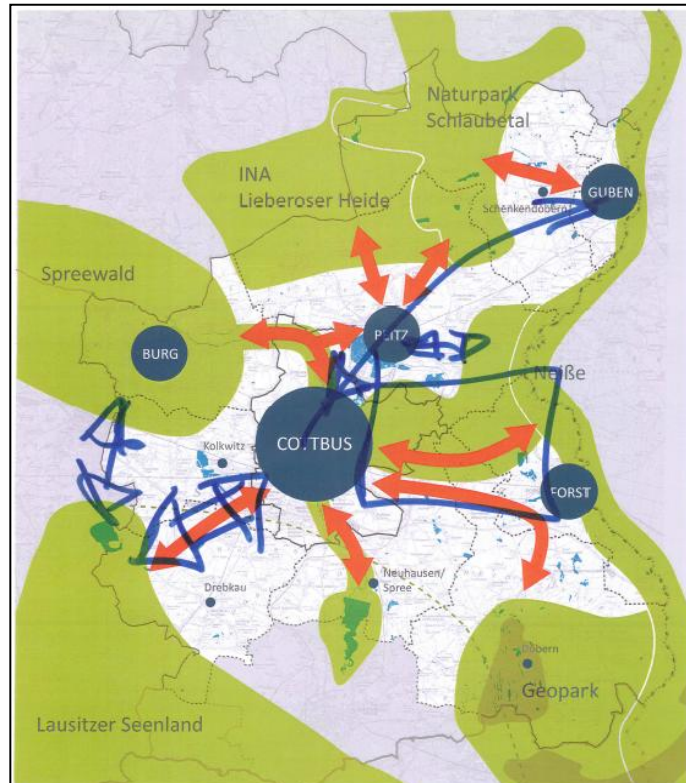 Naturpark
Schlaubetal
INA
Lieberoser Heide
GUBEN
Schenkendöbern
Spreewald
BURG
PEITZ
Neiße
Kolkwitz
COTTBUS
FORST
Neuhausen/
Spree
Drebkau
Döbern
Geopark
Lausitzer Seenland